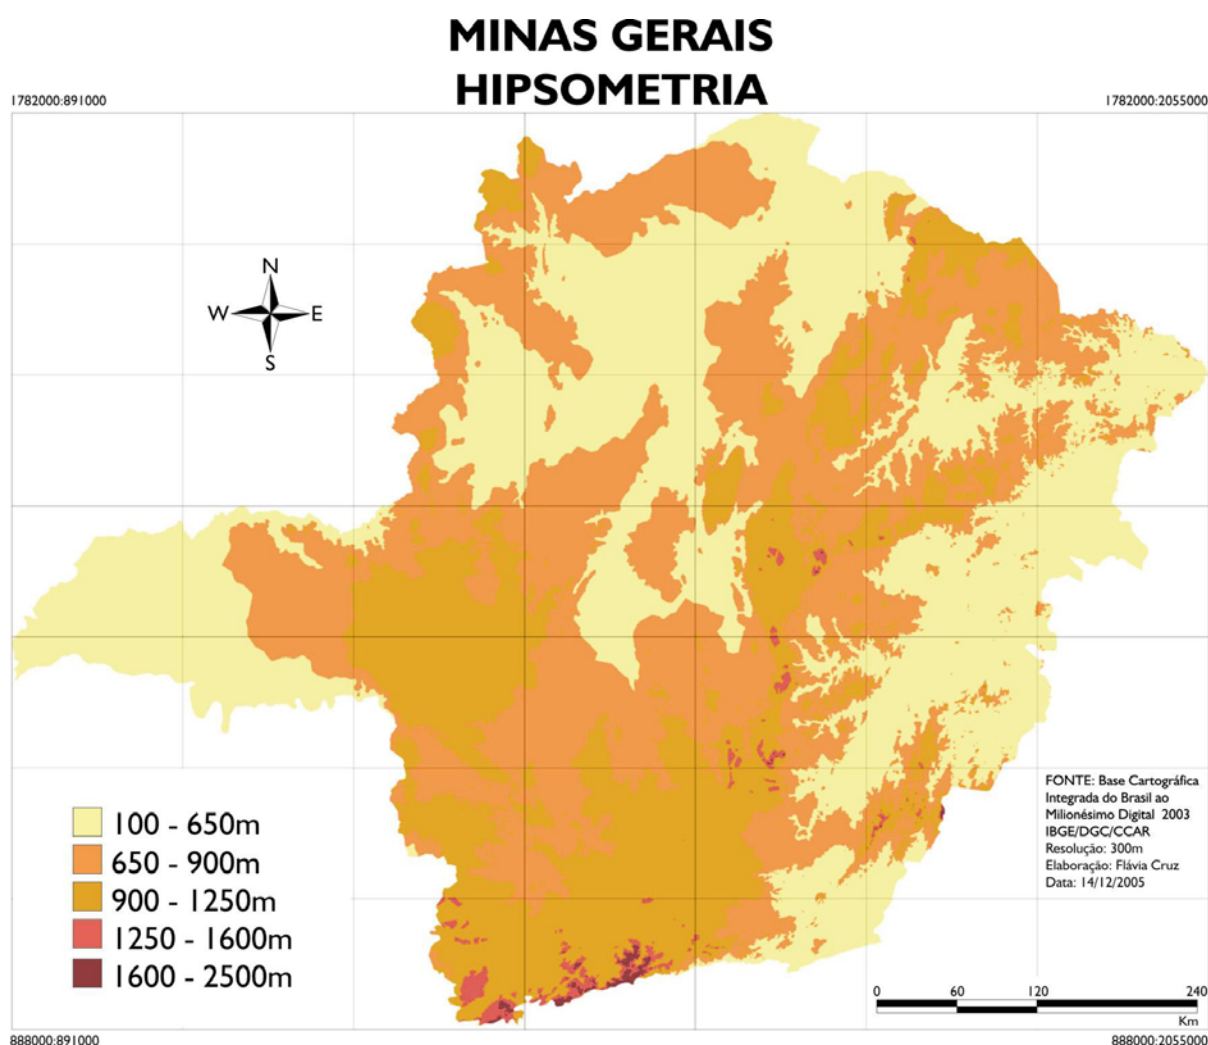 MINAS GERAIS
HIPSOMETRIA
1782000:891000
1782000:2055000
N
W E
S
100 - 650m
650 - 900m
900 - 1250m
1250 - 1600m
1600 - 2500m
FONTE: Base Cartográfica
Integrada do Brasil ao
Milionésimo Digital 2003
IBGE/DGC/CCAR
Resolução: 300m
Elaboração: Flávia Cruz
Data: 14/12/2005
0 60 120 240
Km
888000:891000
888000:2055000